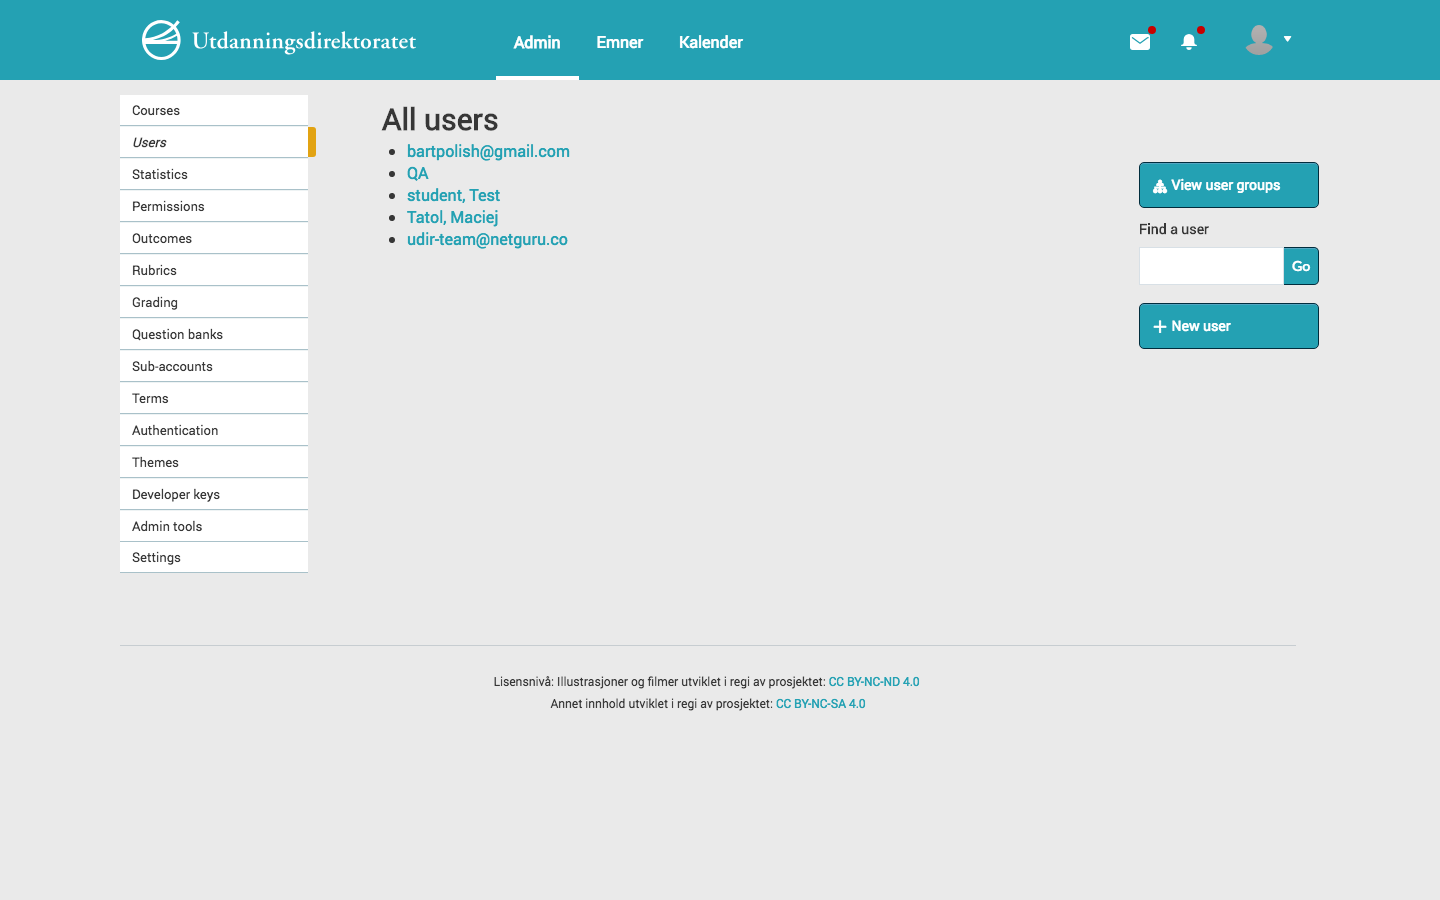 Utdanningsdirektoratet
Admin
Emner
Kalender
Courses
Users
Statistics
Permissions
Outcomes
Rubrics
Grading
Question banks
Sub-accounts
Terms
Authentication
Themes
Developer keys
Admin tools
Settings
All users
bartpolish@gmail.com
QA
student, Test
Tatol, Maciej
udir-team@netguru.co
View user groups
Find a user
Go
New user
Lisensnivå: Illustrasjoner og filmer utviklet i regi av prosjektet: CC BY-NC-ND 4.0
Annet innhold utviklet i regi av prosjektet: CC BY-NC-SA 4.0